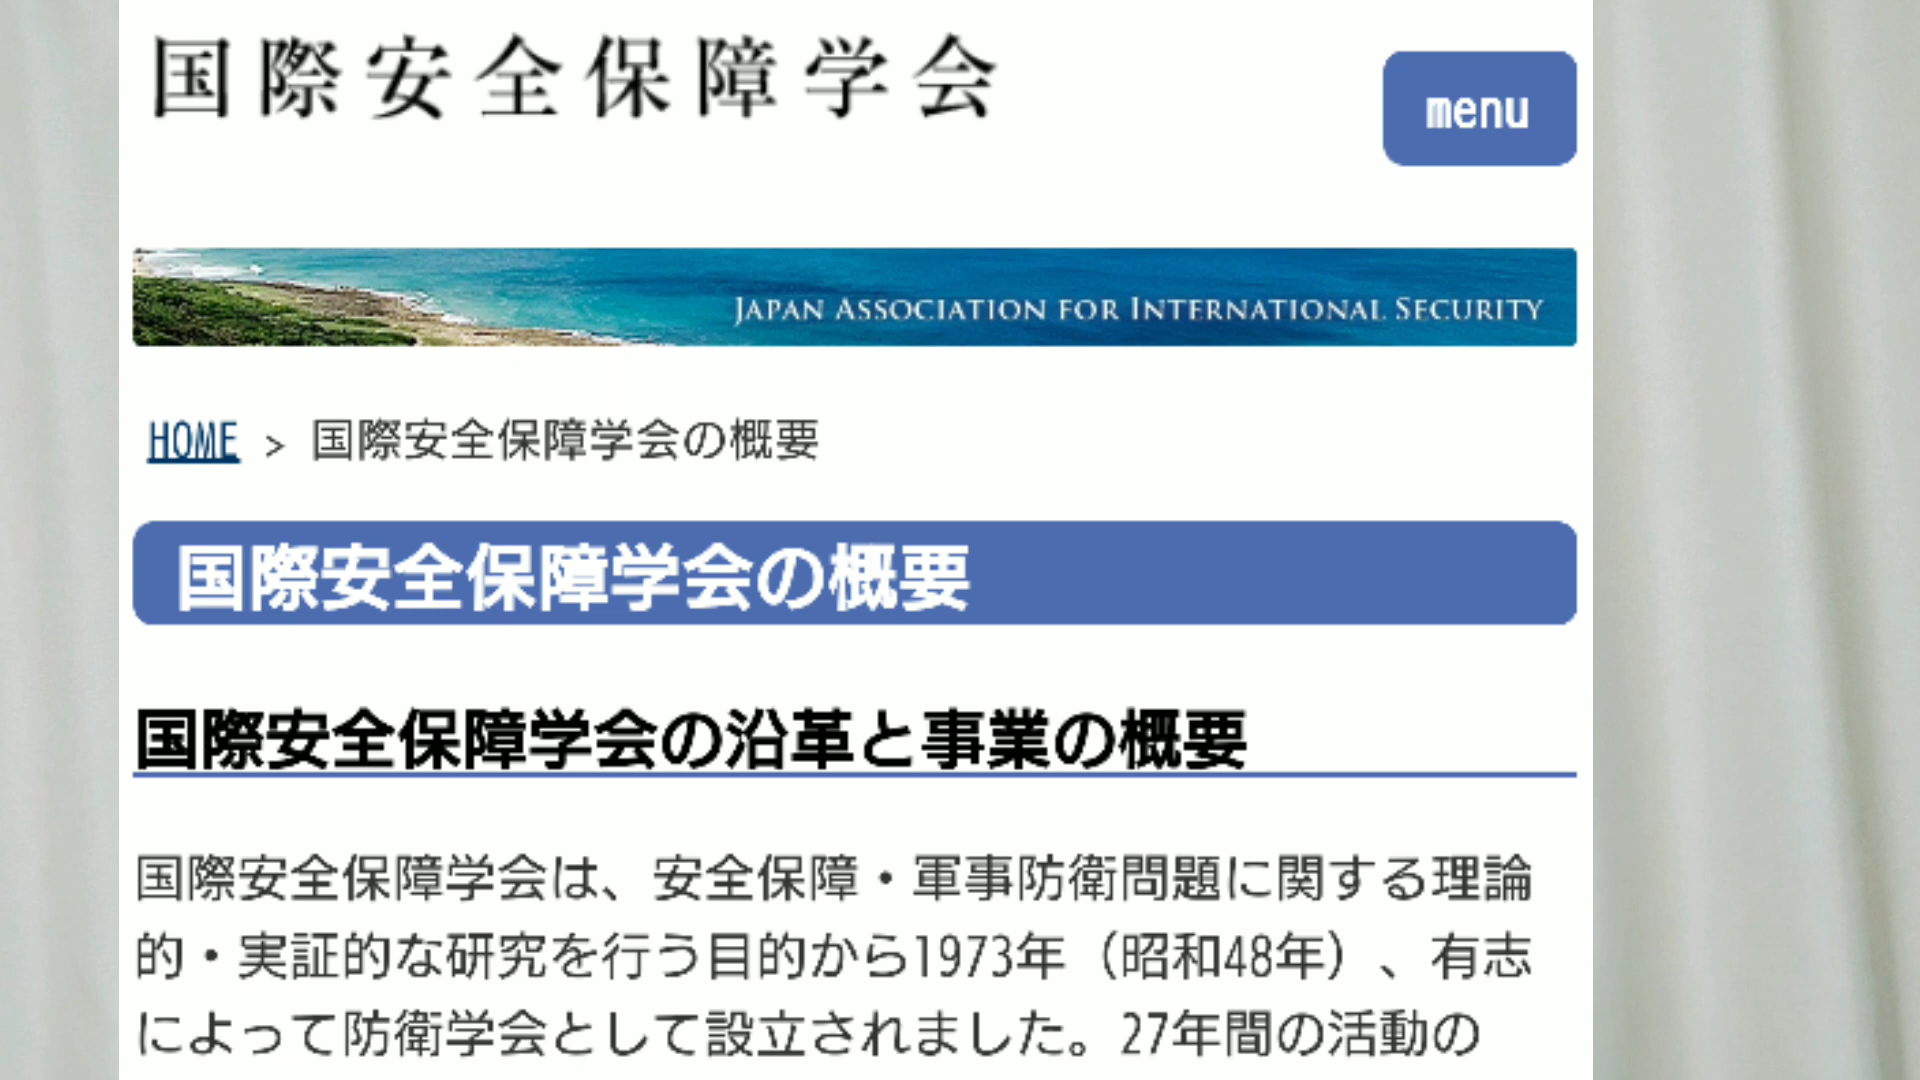 国際安全保障学会
menu
JAPAN ASSOCIATION FOR INTERNATIONAL SECURITY
HOME > 国際安全保障学会の概要
国際安全保障学会の概要
国際安全保障学会の沿革と事業の概要
国際安全保障学会は、安全保障・軍事防衛問題に関する理論
的・実証的な研究を行う目的から1973年（昭和48年）、有志
によって防衛学会として設立されました。27年間の活動の